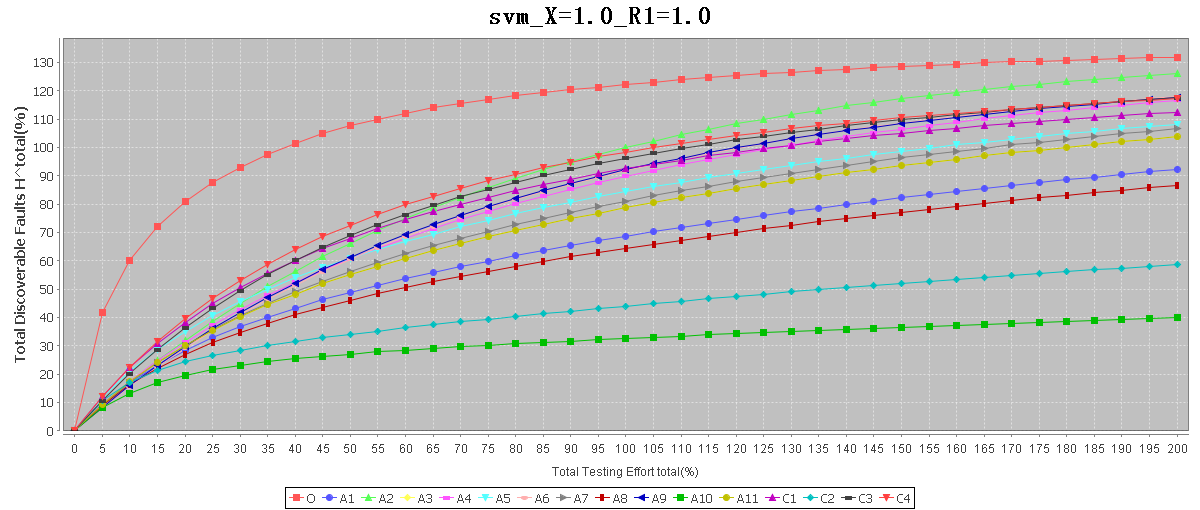 svm_X=1.0_R1=1.0
Total Discoverable Faults H^total(%)
130
120
110
100
90
80
70
60
50
40
30
20
10
0
0 5 10 15 20 25 30 35 40 45 50 55 60 65 70 75 80 85 90 95 100 105 110 115 120 125 130 135 140 145 150 155 160 165 170 175 180 185 190 195 200
Total Testing Effort total(%)
O A1 A2 A3 A4 A5 A6 A7 A8 A9 A10 A11 C1 C2 C3 C4